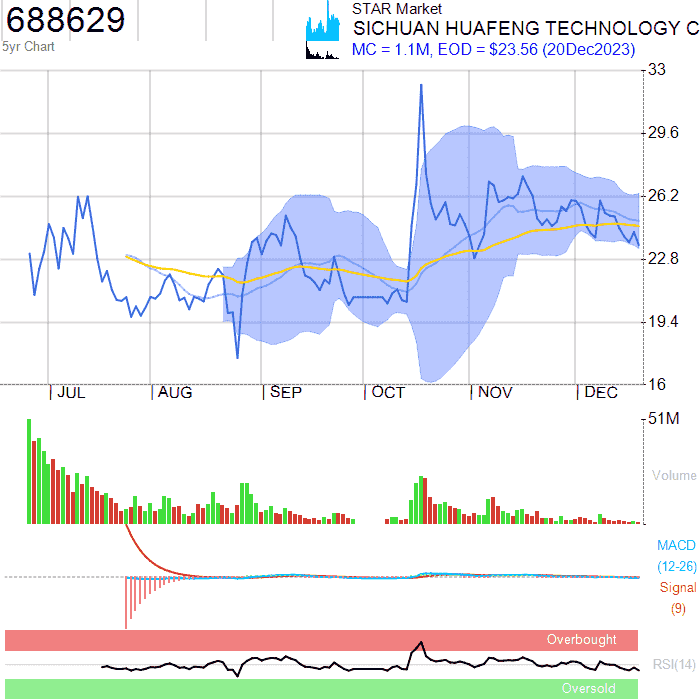 688629
5yr Chart
STAR Market
SICHUAN HUAFENG TECHNOLOGY C
MC = 1.1M, EOD = $23.56 (20Dec2023)
33
29.6
26.2
22.8
19.4
16
JUL AUG SEP OCT NOV DEC
51M
Volume
MACD
(12-26)
Signal
(9)
Overbought
RSI(14)
Oversold